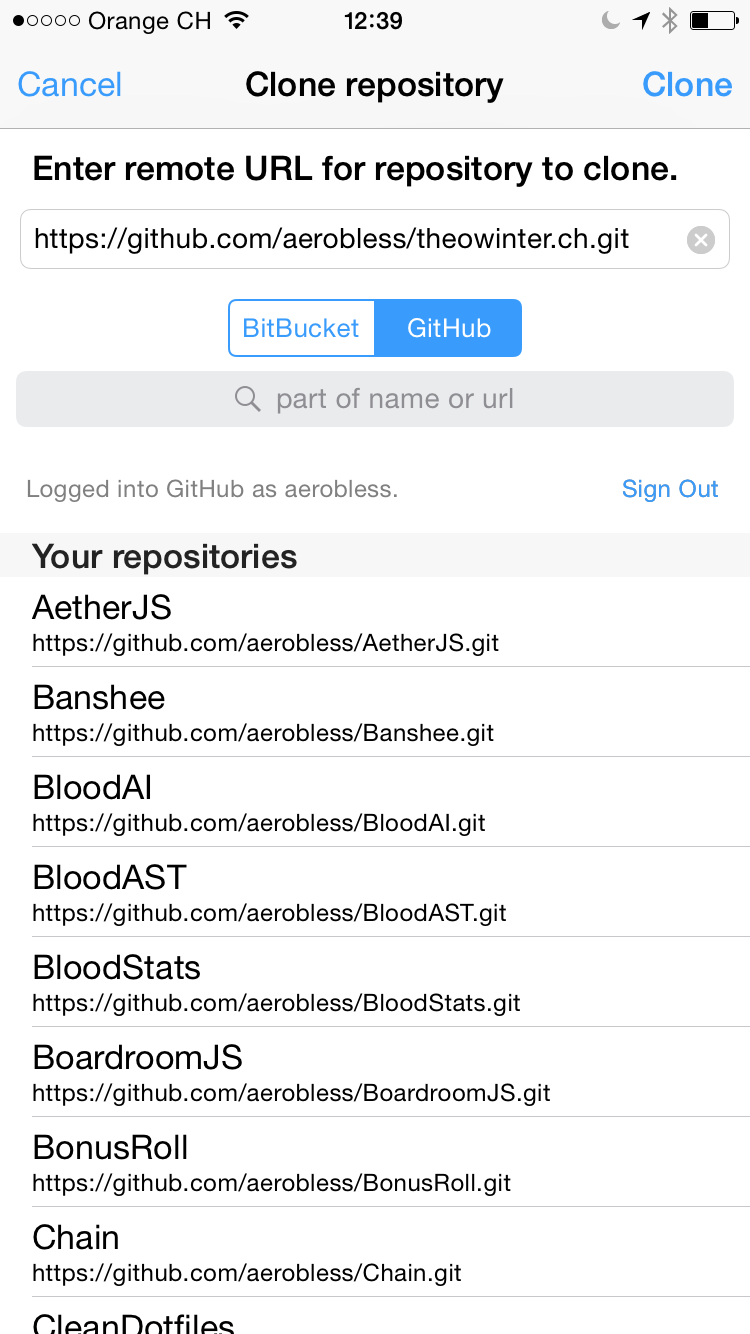 Orange CH 12:39
Cancel Clone repository Clone
Enter remote URL for repository to clone.
https://github.com/aerobless/theowinter.ch.git
BitBucket GitHub
part of name or url
Logged into GitHub as aerobless. Sign Out
Your repositories
AetherJS
https://github.com/aerobless/AetherJS.git
Banshee
https://github.com/aerobless/Banshee.git
BloodAI
https://github.com/aerobless/BloodAI.git
BloodAST
https://github.com/aerobless/BloodAST.git
BloodStats
https://github.com/aerobless/BloodStats.git
BoardroomJS
https://github.com/aerobless/BoardroomJS.git
BonusRoll
https://github.com/aerobless/BonusRoll.git
Chain
https://github.com/aerobless/Chain.git
CleanDotfiles